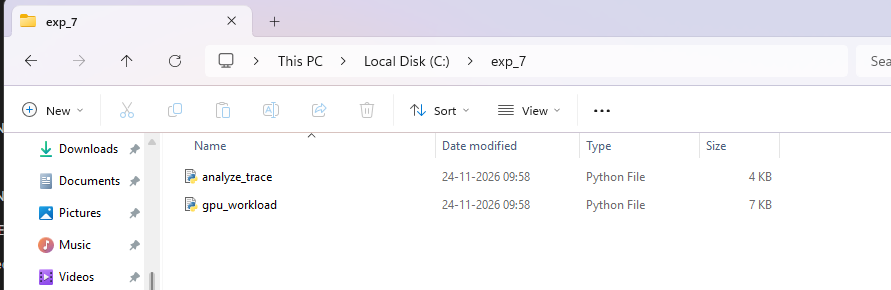 exp_7
This PC
Local Disk (C:)
exp_7
New
Sort
View
Downloads
Documents
Pictures
Music
Videos
Name Date modified Type Size
analyze_trace 24-11-2026 09:58 Python File 4 KB
gpu_workload 24-11-2026 09:58 Python File 7 KB